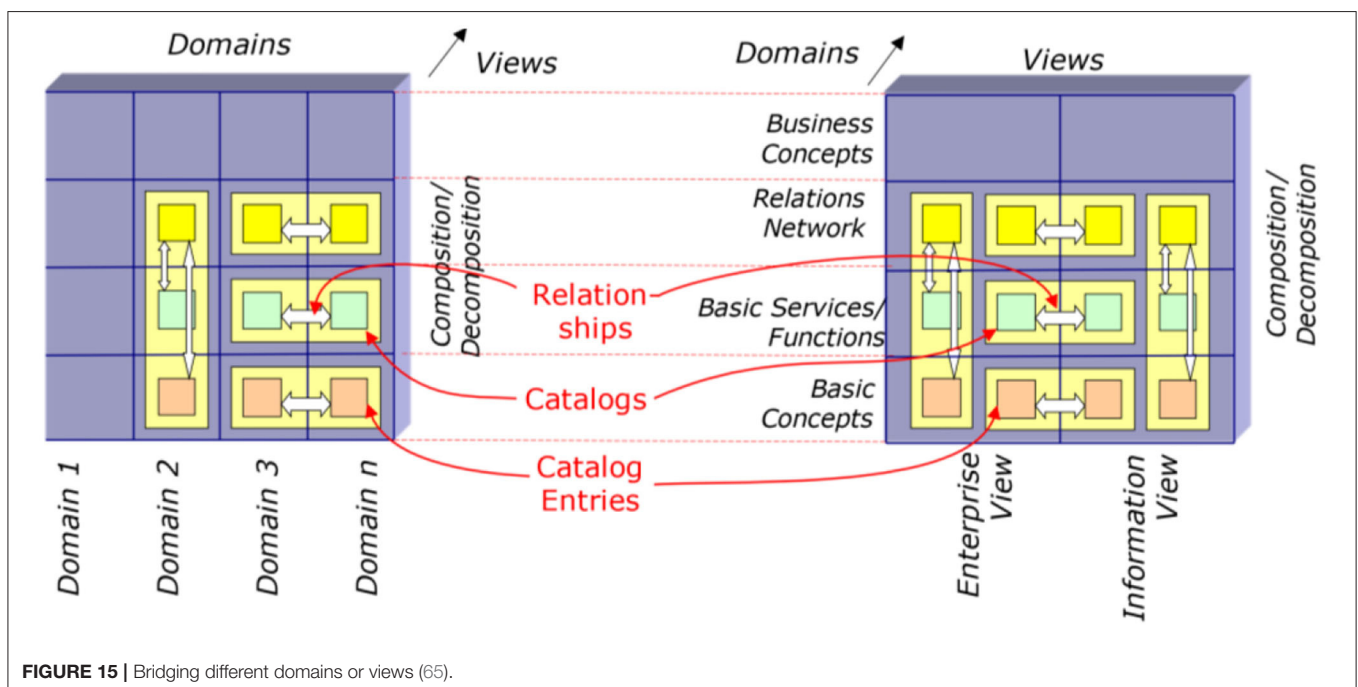 Domains
Views
Domains
Views
Business
Concepts
Relations
Network
Basic Services/
Functions
Basic
Concepts
Composition/
Decomposition
Composition/
Decomposition
Relation
ships
Catalogs
Catalog
Entries
Domain 1
Domain 2
Domain 3
Domain n
Enterprise
View
Information
View
FIGURE 15 | Bridging different domains or views (65).